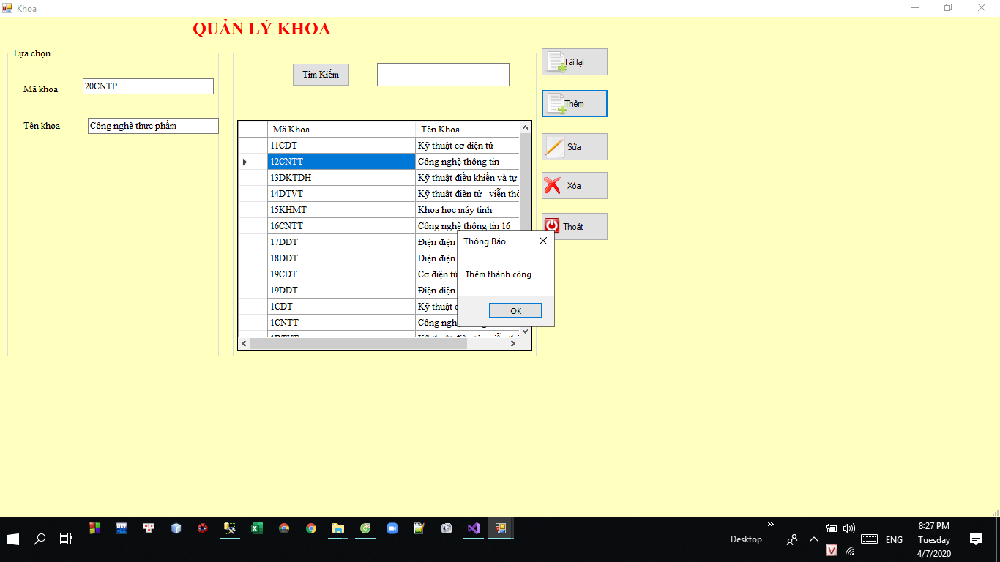 Khoa
QUẢN LÝ KHOA
Lựa chọn
Mã khoa
20CNTP
Tên khoa
Công nghệ thực phẩm
Tìm Kiếm
Mã Khoa Tên Khoa
11CDT Kỹ thuật cơ điện tử
12CNTT Công nghệ thông tin
13DKTDH Kỹ thuật điều khiển và tự
14DTVT Kỹ thuật điện tử - viễn
15KHMT Khoa học máy tính
16CNTT Công nghệ thông tin 16
17DDT Điện điện
18DDT Điện điện
19CDT Cơ điện tử
19DDT Điện điện
1CDT Kỹ thuật
1CNTT Công
Tải lại
Thêm
Sửa
Xóa
Thoát
Thông Báo
Thêm thành công
OK
Desktop
ENG
8:27 PM
Tuesday
4/7/2020